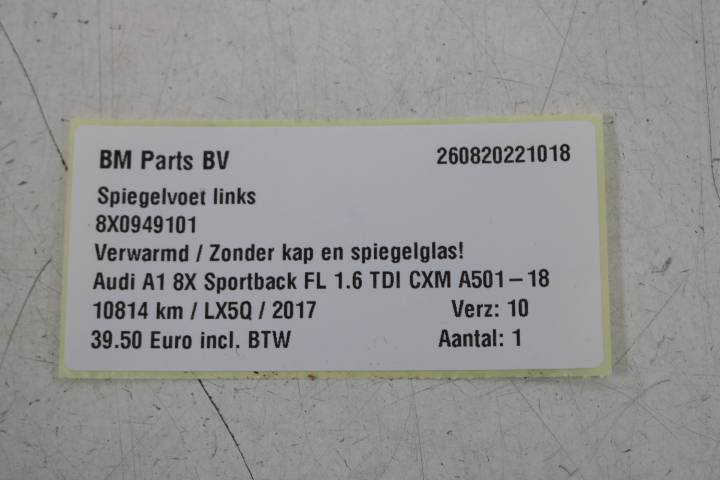 BM Parts BV 260820221018
Spiegelvoet links
8X0949101
Verwarmd / Zonder kap en spiegelglas!
Audi A1 8X Sportback FL 1.6 TDI CXM A501-18
10814 km / LX5Q / 2017 Verz: 10
39.50 Euro incl. BTW Aantal: 1